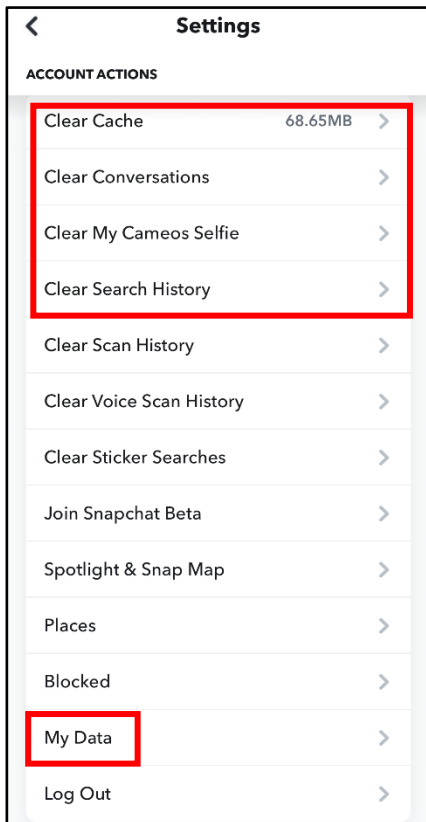 Settings
ACCOUNT ACTIONS
Clear Cache 68.65MB
Clear Conversations
Clear My Cameos Selfie
Clear Search History
Clear Scan History
Clear Voice Scan History
Clear Sticker Searches
Join Snapchat Beta
Spotlight & Snap Map
Places
Blocked
My Data
Log Out